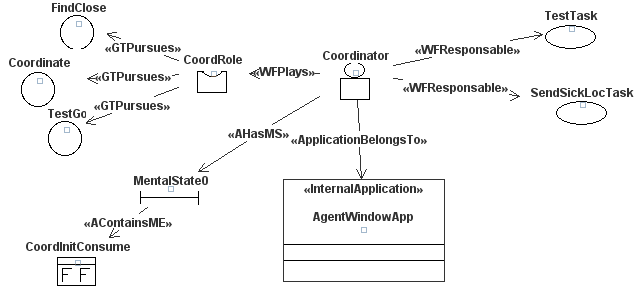 FindClose
TestTask
«GTPursues»
«WFResponsable»
Coordinate
CoordRole
Coordinator
«GTPursues»
«WFPlays»
«WFResponsable»
SendSickLocTask
«GTPursues»
TestGo
«AHasMS»
«ApplicationBelongsTo»
MentalState0
«InternalApplication»
AgentWindowApp
«AContainsME»
CoordInitConsume
F F